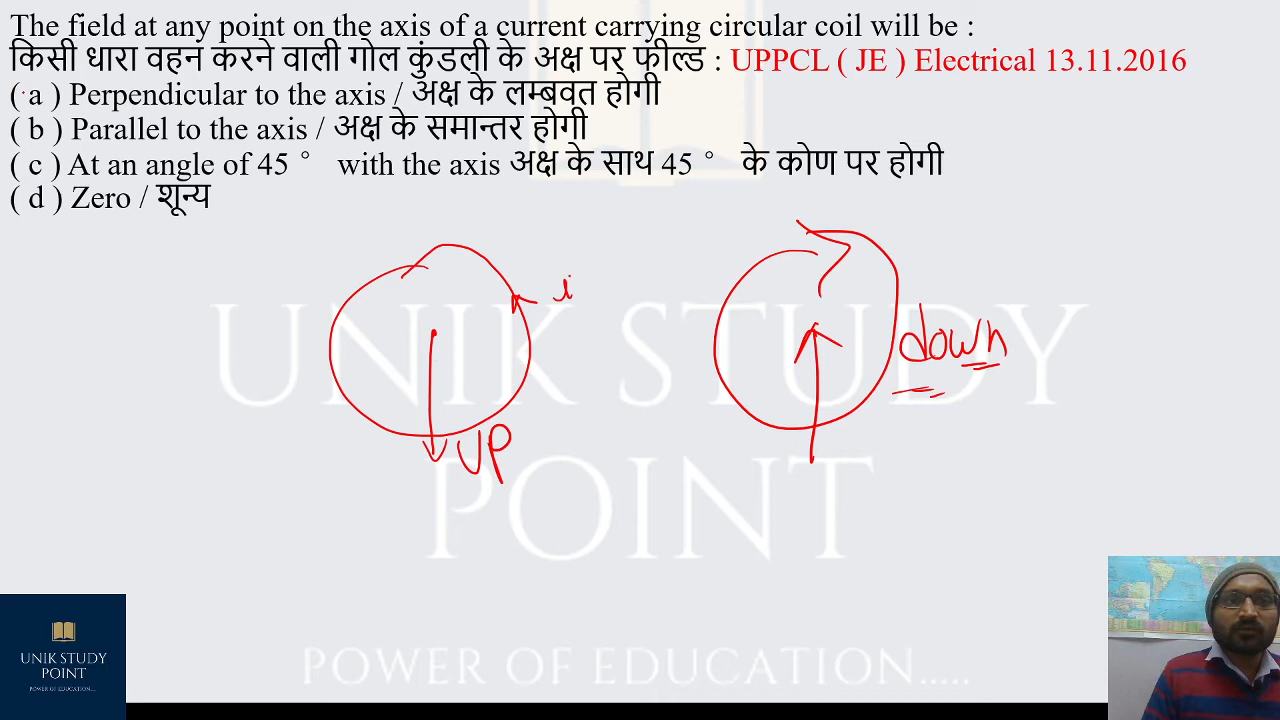 The field at any point on the axis of a current carrying circular coil will be :
किसी धारा वहन करने वाली गोल कुंडली के अक्ष पर फील्ड : UPPCL ( JE ) Electrical 13.11.2016
( a ) Perpendicular to the axis / अक्ष के लम्बवत होगी
( b ) Parallel to the axis / अक्ष के समान्तर होगी
( c ) At an angle of 45 ° with the axis अक्ष के साथ 45 ° के कोण पर होगी
( d ) Zero / शून्य
i
down
UP
UNIK STUDY
POINT
POWER OF EDUCATION.....
UNIK STUDY
POINT
POWER OF EDUCATION....